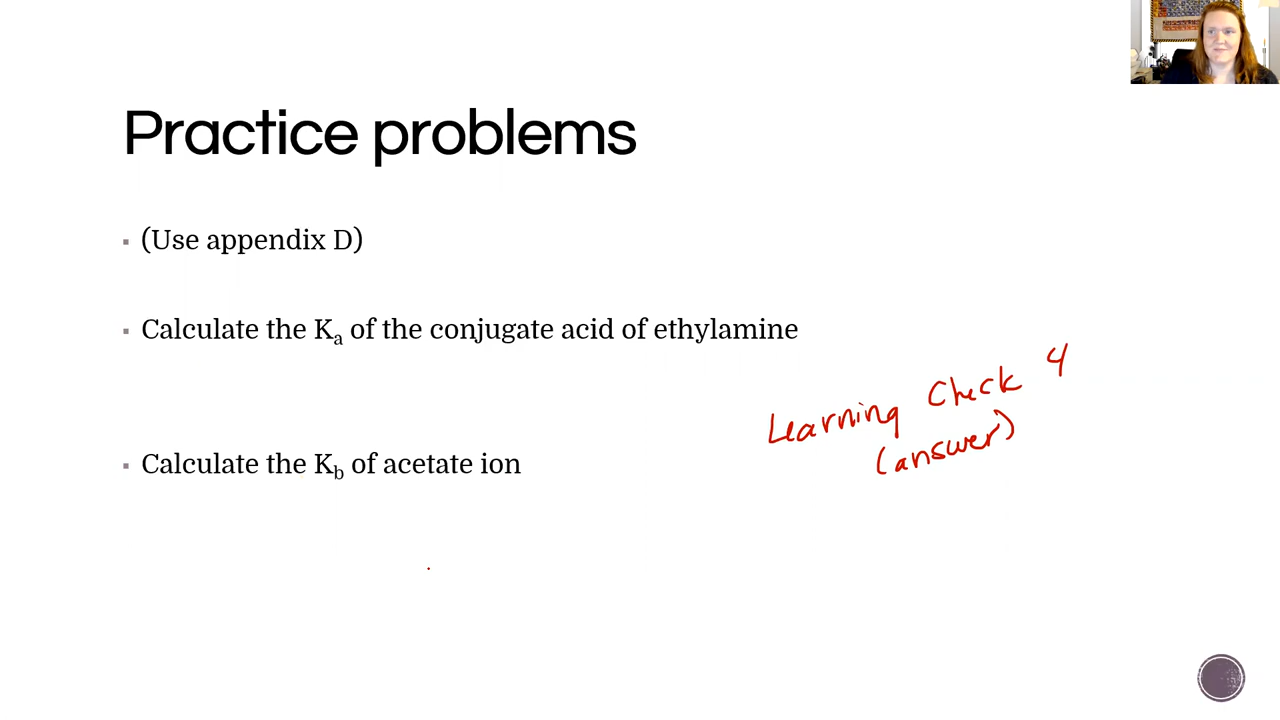 Practice problems
(Use appendix D)
Calculate the Ka of the conjugate acid of ethylamine
Learning Check 4
(answer)
Calculate the Kb of acetate ion